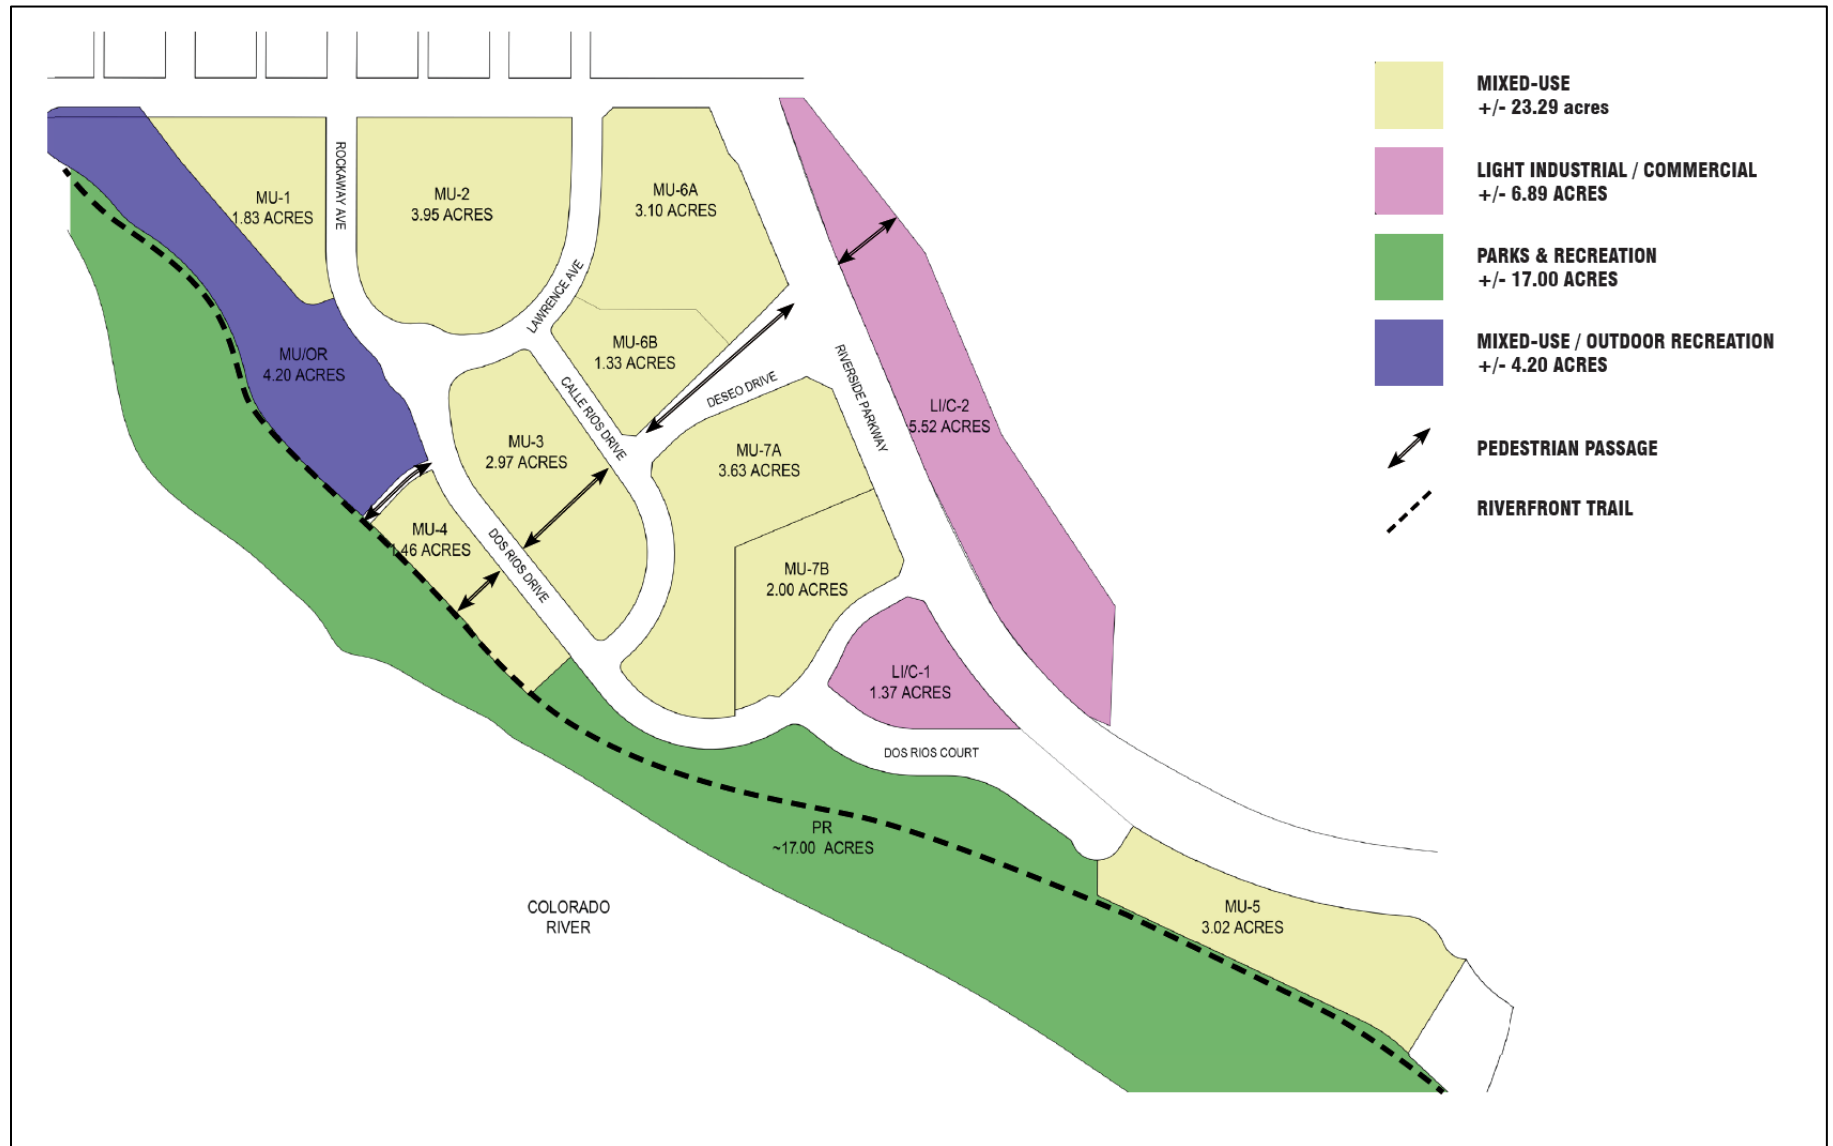 MIXED-USE
+/- 23.29 acres
LIGHT INDUSTRIAL / COMMERCIAL
+/- 6.89 ACRES
PARKS & RECREATION
+/- 17.00 ACRES
MIXED-USE / OUTDOOR RECREATION
+/- 4.20 ACRES
PEDESTRIAN PASSAGE
RIVERFRONT TRAIL
MU-1
1.83 ACRES
ROCKAWAY AVE
MU-2
3.95 ACRES
MU-6A
3.10 ACRES
LAWRENCE AVE
MU-6B
1.33 ACRES
MU/OR
4.20 ACRES
CALLE RIOS DRIVE
DESEO DRIVE
RIVERSIDE PARKWAY
LI/C-2
5.52 ACRES
MU-3
2.97 ACRES
MU-7A
3.63 ACRES
MU-4
1.46 ACRES
DOS RIOS DRIVE
MU-7B
2.00 ACRES
LI/C-1
1.37 ACRES
DOS RIOS COURT
PR
~17.00 ACRES
COLORADO
RIVER
MU-5
3.02 ACRES